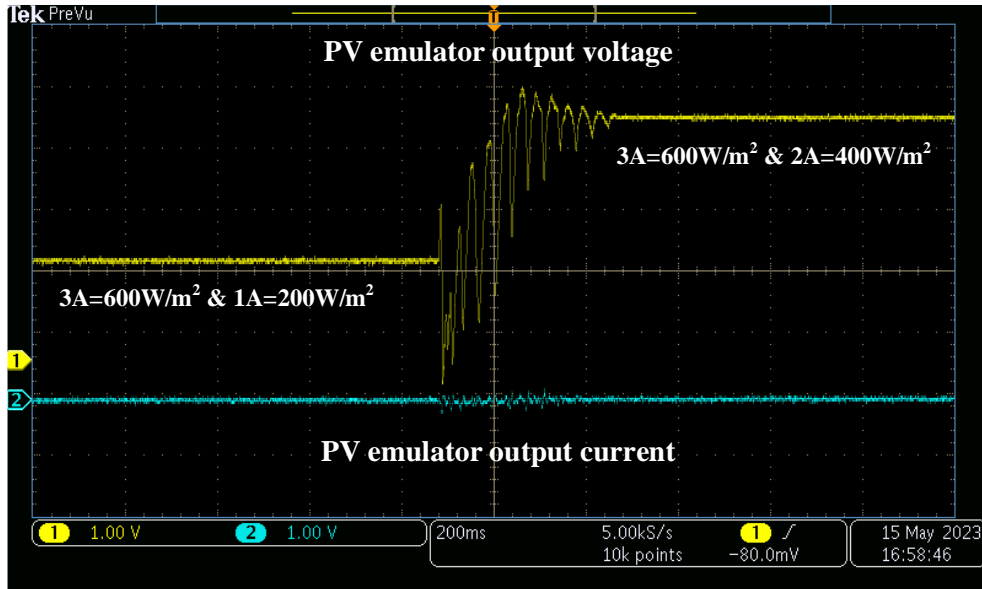 Tek PreVu
U
PV emulator output voltage
3A=600W/m² & 2A=400W/m²
3A=600W/m² & 1A=200W/m²
1
2
PV emulator output current
1 1.00 V 2 1.00 V
200ms 5.00kS/s 1 /
10k points −80.0mV
15 May 2023
16:58:46